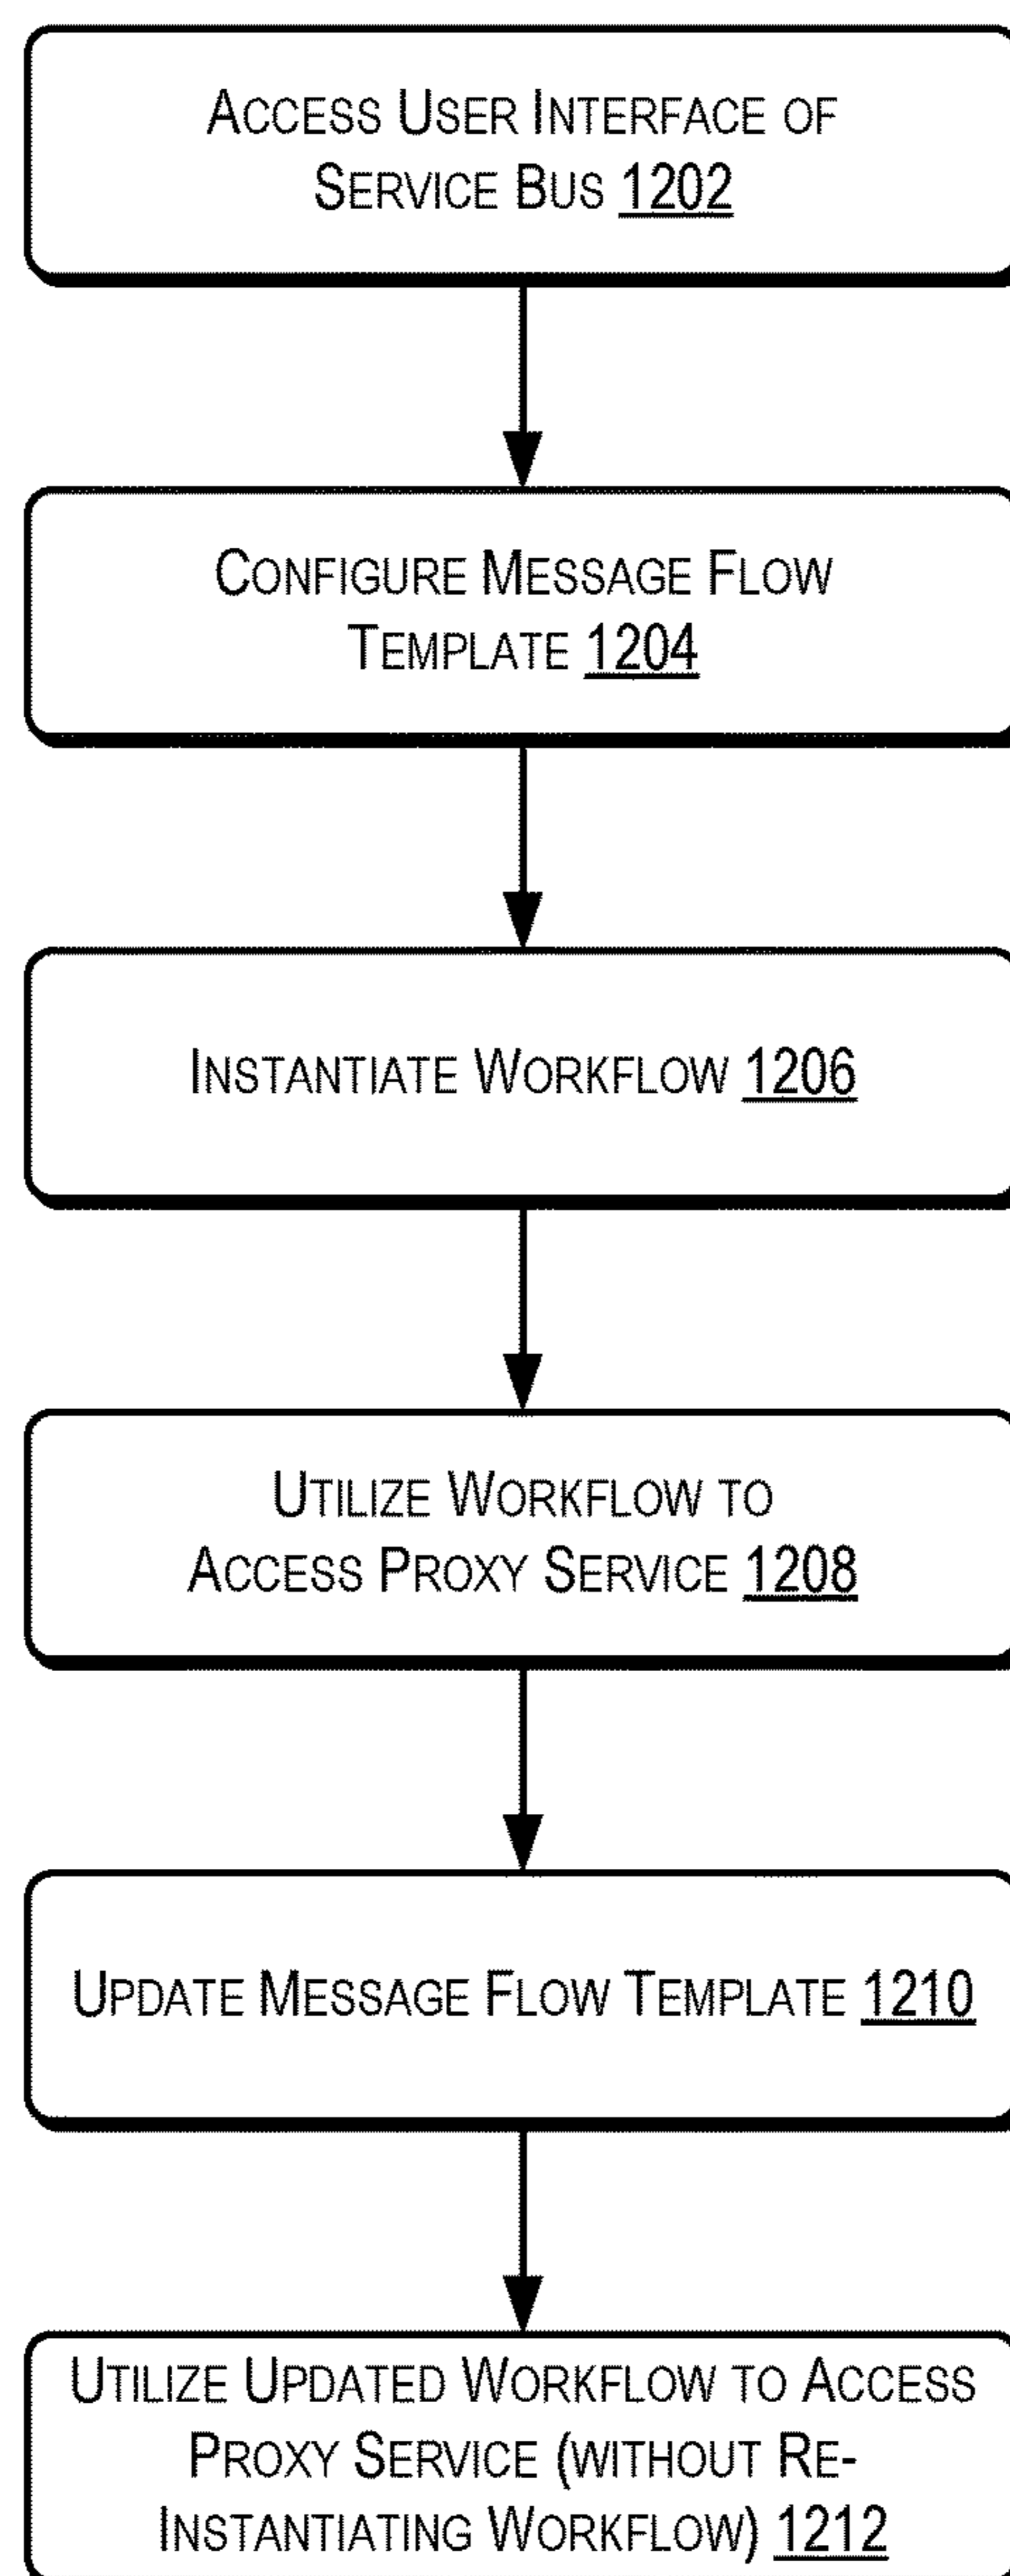 Access User Interface of
Service Bus 1202
Configure Message Flow
Template 1204
Instantiate Workflow 1206
Utilize Workflow to
Access Proxy Service 1208
Update Message Flow Template 1210
Utilize Updated Workflow to Access
Proxy Service (without Re-
Instantiating Workflow) 1212